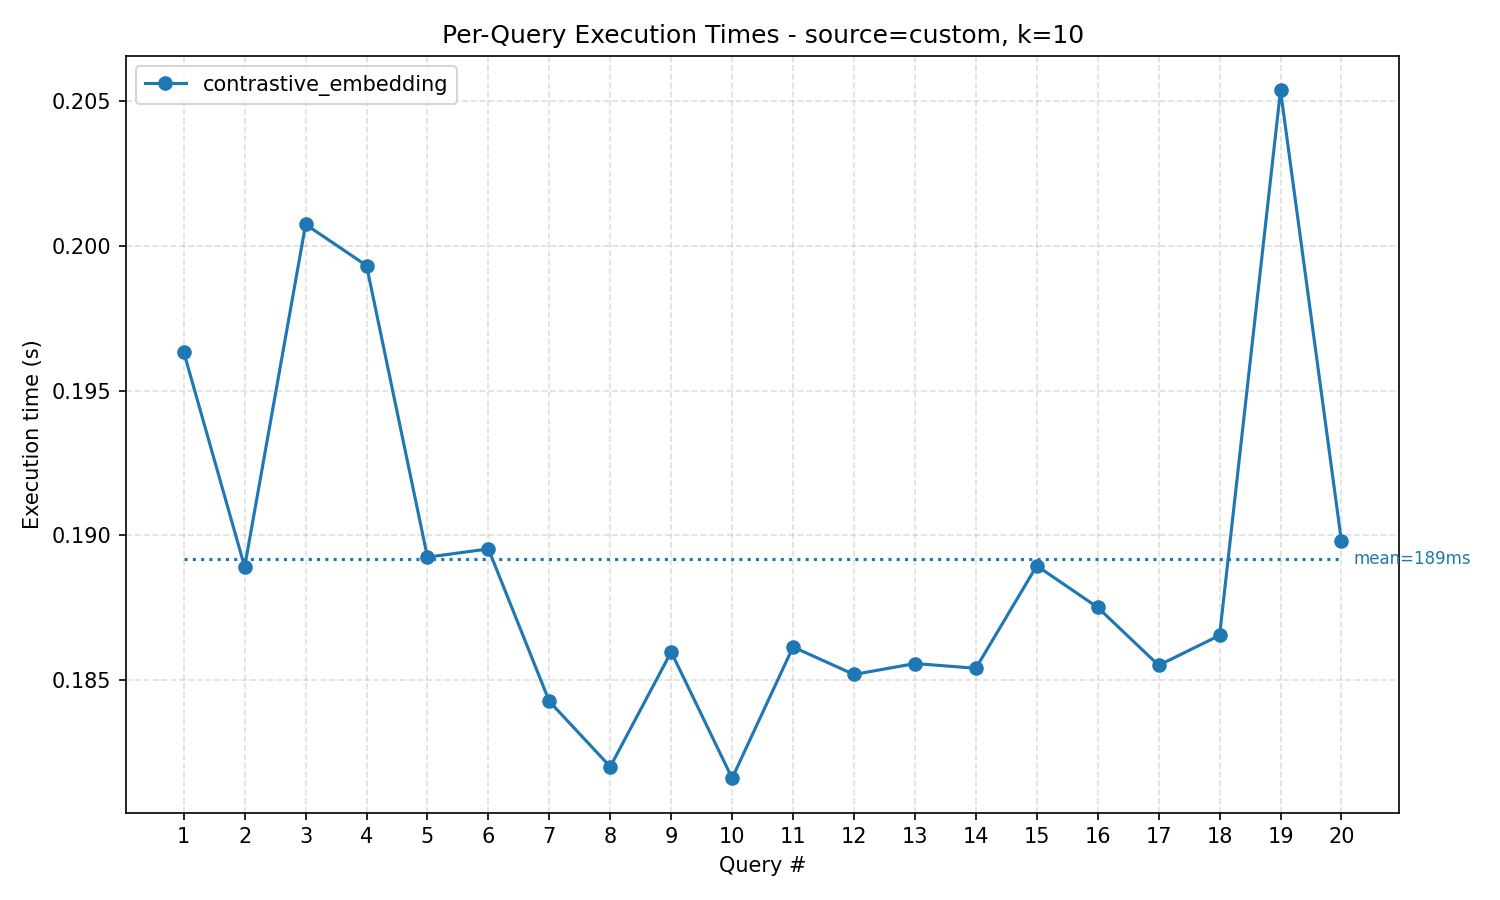 Per-Query Execution Times - source=custom, k=10
contrastive_embedding
Execution time (s)
0.205
0.200
0.195
0.190
0.185
mean=189ms
1 2 3 4 5 6 7 8 9 10 11 12 13 14 15 16 17 18 19 20
Query #